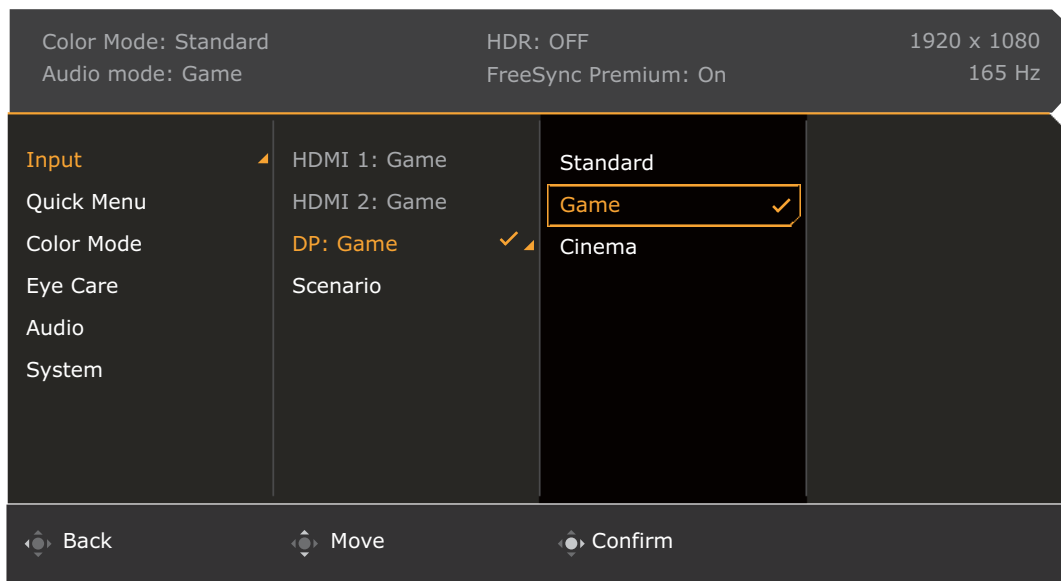 Color Mode: Standard
HDR: OFF
1920 x 1080
Audio mode: Game
FreeSync Premium: On
165 Hz
Input
Quick Menu
Color Mode
Eye Care
Audio
System
HDMI 1: Game
HDMI 2: Game
DP: Game
Scenario
Standard
Game
Cinema
Back
Move
Confirm